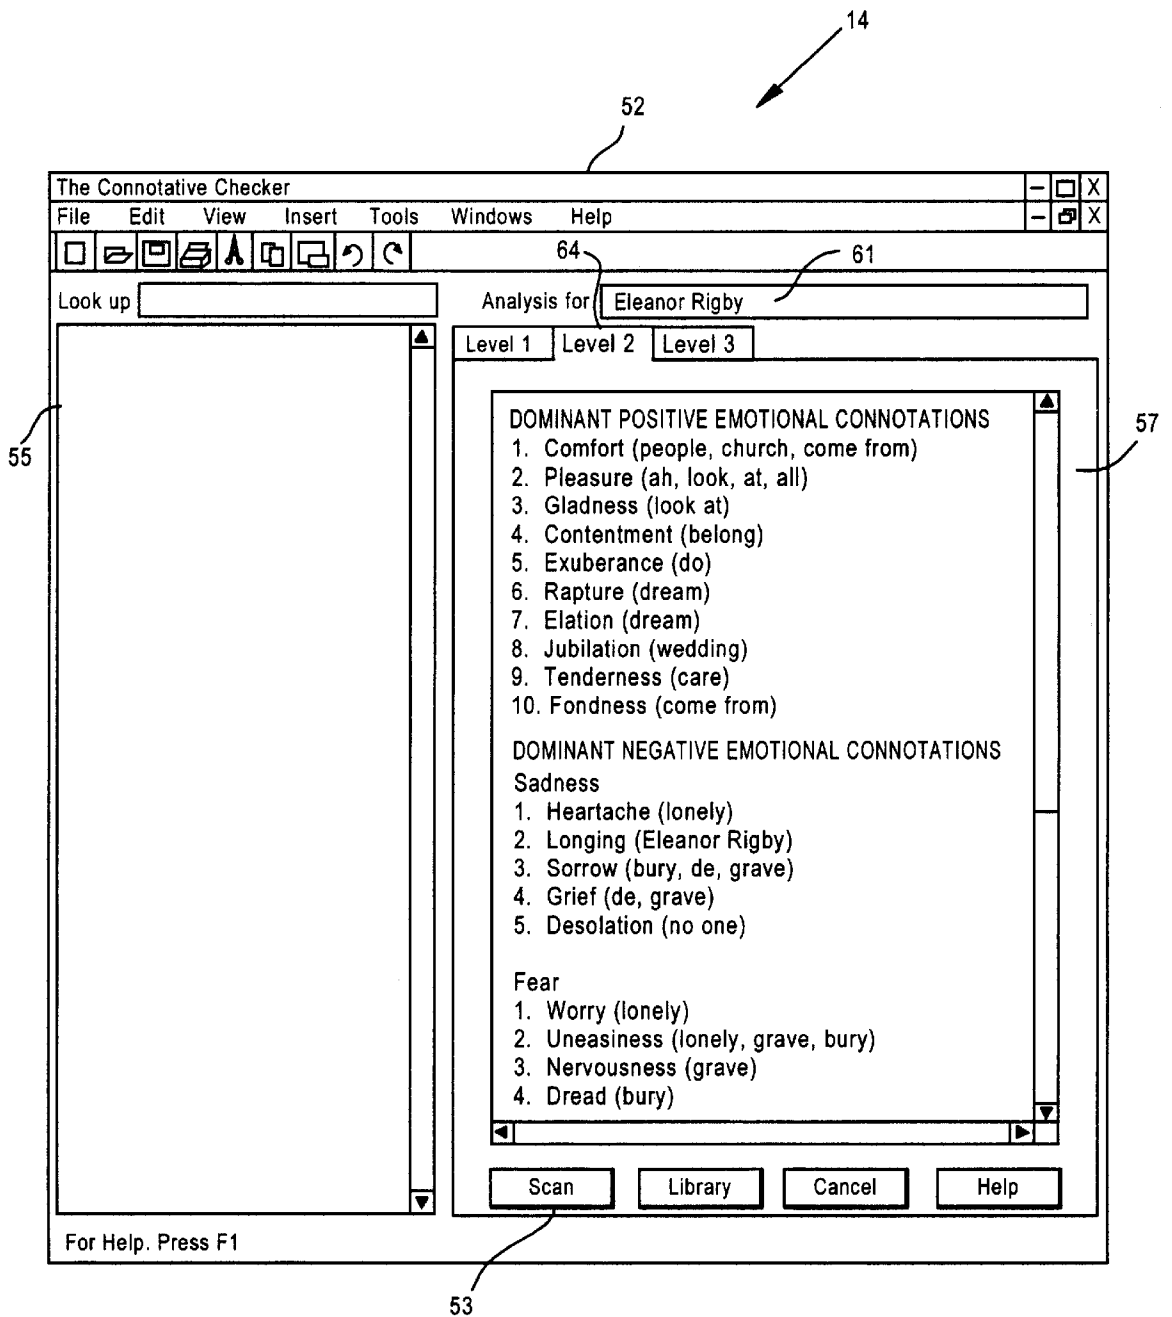 14
52
The Connotative Checker
File Edit View Insert Tools Windows Help
64 61
Look up Analysis for Eleanor Rigby
Level 1 Level 2 Level 3
DOMINANT POSITIVE EMOTIONAL CONNOTATIONS
1. Comfort (people, church, come from)
2. Pleasure (ah, look, at, all)
3. Gladness (look at)
4. Contentment (belong)
5. Exuberance (do)
6. Rapture (dream)
7. Elation (dream)
8. Jubilation (wedding)
9. Tenderness (care)
10. Fondness (come from)
DOMINANT NEGATIVE EMOTIONAL CONNOTATIONS
Sadness
1. Heartache (lonely)
2. Longing (Eleanor Rigby)
3. Sorrow (bury, de, grave)
4. Grief (de, grave)
5. Desolation (no one)
Fear
1. Worry (lonely)
2. Uneasiness (lonely, grave, bury)
3. Nervousness (grave)
4. Dread (bury)
55
57
Scan Library Cancel Help
For Help. Press F1
53